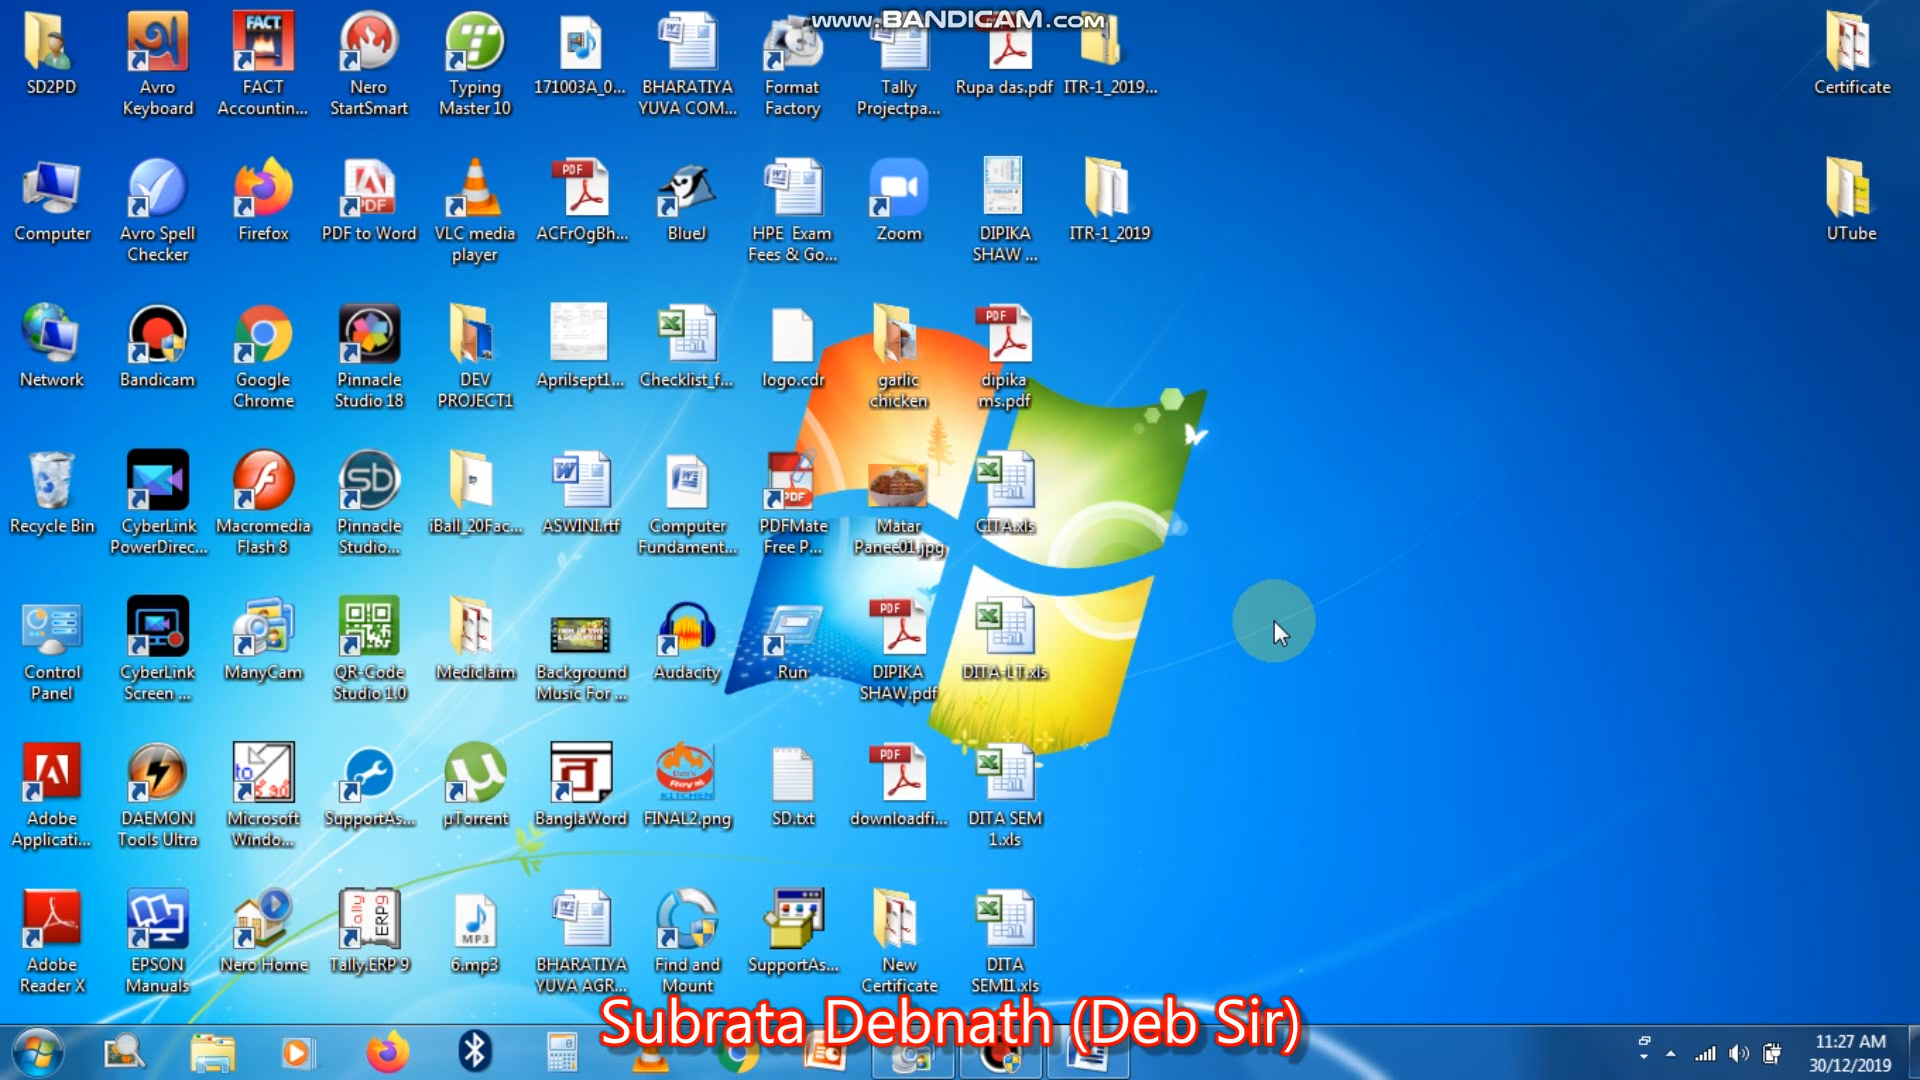 www.BANDICAM.com
SD2PD
Avro
Keyboard
FACT
Accountin...
Nero
StartSmart
Typing
Master 10
171003A_0...
BHARATIYA
YUVA COM...
Format
Factory
Tally
Projectpa...
Rupa das.pdf
ITR-1_2019...
Certificate
Computer
Avro Spell
Checker
Firefox
PDF to Word
VLC media
player
ACFrOgBh...
BlueJ
HPE Exam
Fees & Go...
Zoom
DIPIKA
SHAW ...
ITR-1_2019
UTube
Network
Bandicam
Google
Chrome
Pinnacle
Studio 18
DEV
PROJECT1
Aprilsept1...
Checklist_f...
logo.cdr
garlic
chicken
dipika
ms.pdf
Recycle Bin
CyberLink
PowerDirec...
Macromedia
Flash 8
Pinnacle
Studio...
iBall_20Fac...
ASWINI.rtf
Computer
Fundament...
PDFMate
Free P...
Matar
Panee01.jpg
CITA.xls
Control
Panel
CyberLink
Screen ...
ManyCam
QR-Code
Studio 1.0
Mediclaim
Background
Music For ...
Audacity
Run
DIPIKA
SHAW.pdf
DITA-LT.xls
Adobe
Applicati...
DAEMON
Tools Ultra
Microsoft
Windo...
SupportAs...
µTorrent
BanglaWord
FINAL2.png
SD.txt
downloadfi...
DITA SEM
1.xls
Adobe
Reader X
EPSON
Manuals
Nero Home
Tally.ERP 9
6.mp3
BHARATIYA
YUVA AGR...
Find and
Mount
SupportAs...
New
Certificate
DITA
SEMI1.xls
Subrata Debnath (Deb Sir)
11:27 AM
30/12/2019